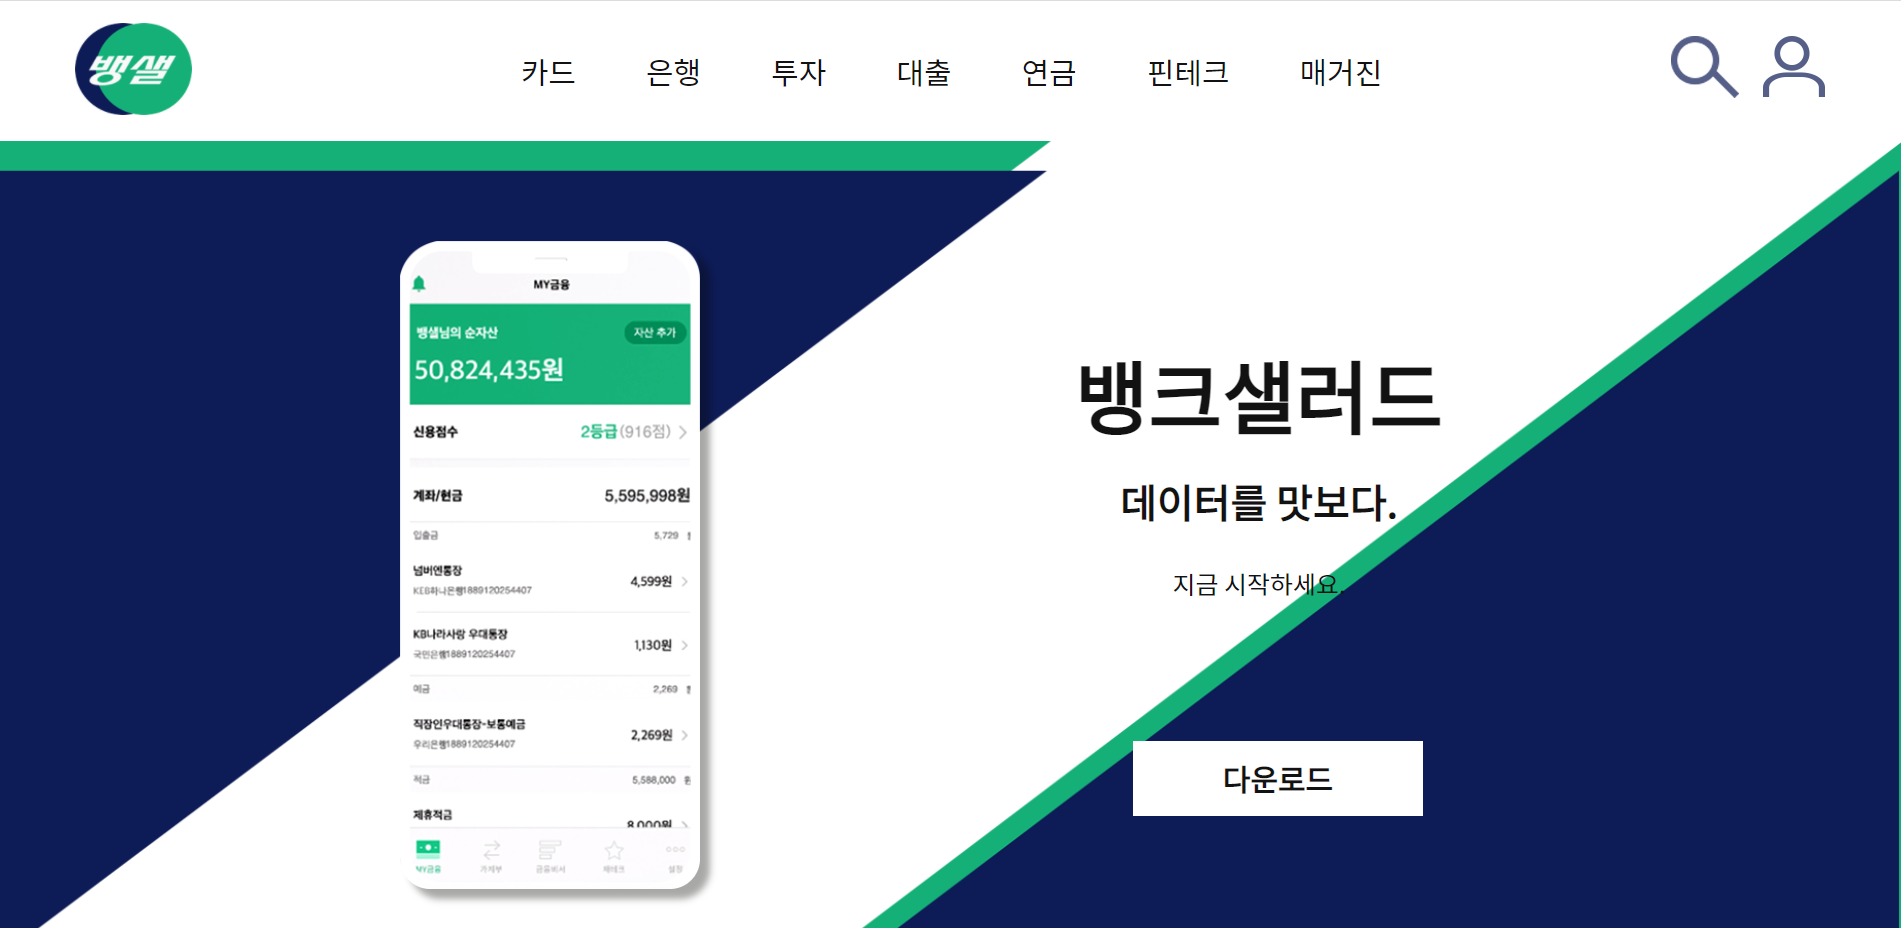 뱅샐
카드 은행 투자 대출 연금 핀테크 매거진
MY금융
뱅샐님의 순자산 자산 추가
50,824,435원
신용점수 2등급(916점)
계좌/현금 5,595,998원
입출금 5,729
넘버엔통장 4,599원
KEB하나은행1889120254407
KB나라사랑 우대통장 1,130원
국민은행1889120254407
예금 2,269
직장인우대통장-보통예금 2,269원
우리은행1889120254407
적금 5,588,000 원
제휴적금 8,000원
MY금융 가계부 금융비서 재테크 설정
뱅크샐러드
데이터를 맛보다.
지금 시작하세요.
다운로드